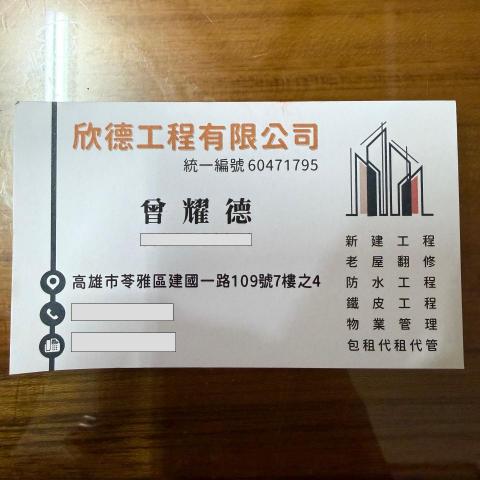 欣德工程有限公司
統一編號 60471795
曾耀德
高雄市苓雅區建國一路109號7樓之4
新建工程
老屋翻修
防水工程
鐵皮工程
物業管理
包租代租代管